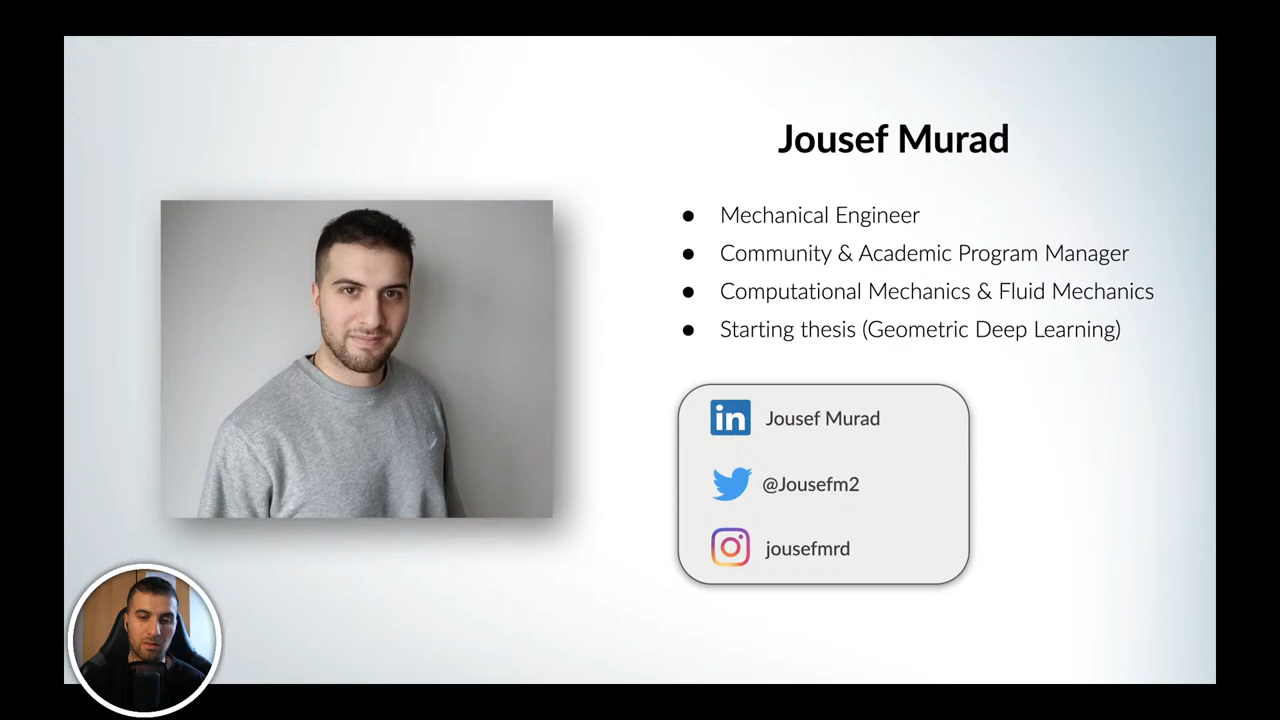 Jousef Murad
● Mechanical Engineer
● Community & Academic Program Manager
● Computational Mechanics & Fluid Mechanics
● Starting thesis (Geometric Deep Learning)
in Jousef Murad
@Jousefm2
jousefmrd